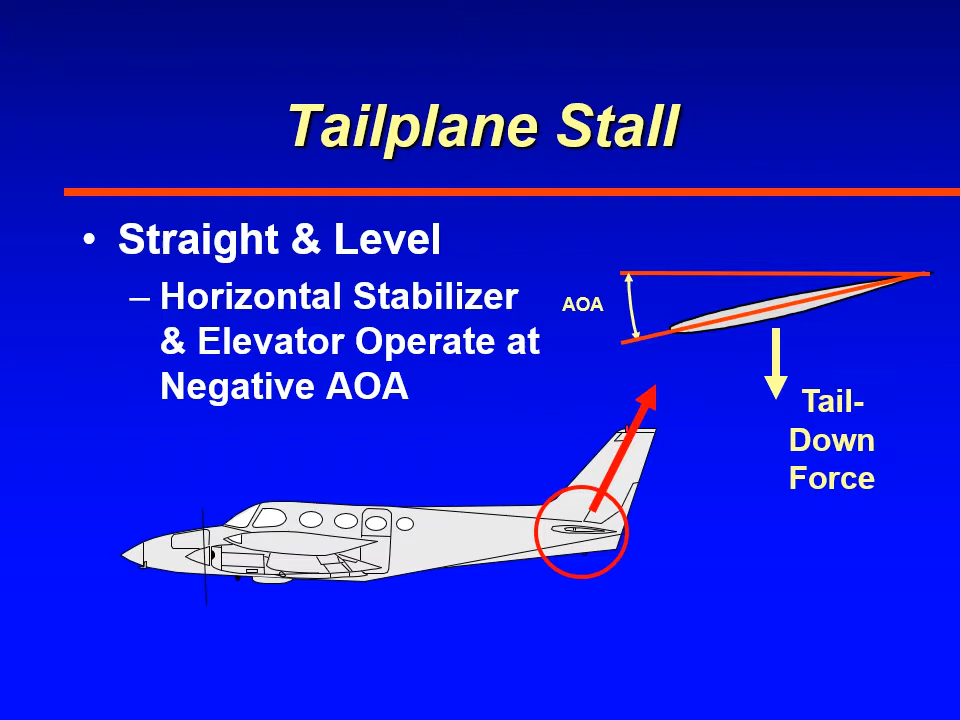 Tailplane Stall
• Straight & Level
– Horizontal Stabilizer
& Elevator Operate at
Negative AOA
AOA
Tail-
Down
Force